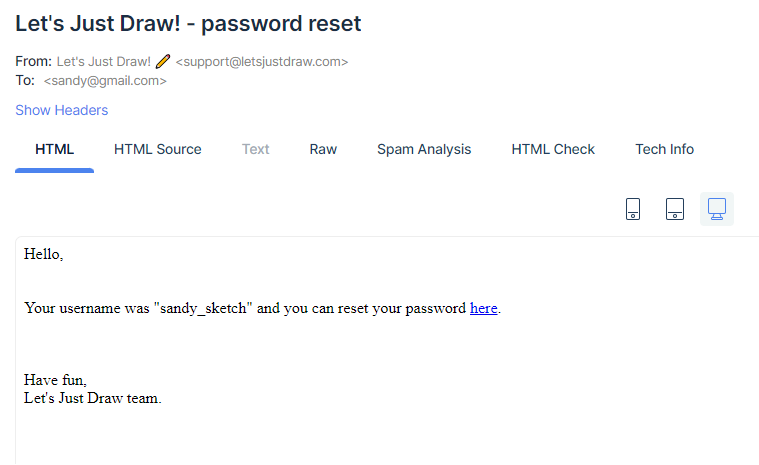 Let's Just Draw! - password reset
From: Let's Just Draw! ✏️ <support@letsjustdraw.com>
To: <sandy@gmail.com>
Show Headers
HTML HTML Source Text Raw Spam Analysis HTML Check Tech Info
Hello,
Your username was "sandy_sketch" and you can reset your password here.
Have fun,
Let's Just Draw team.